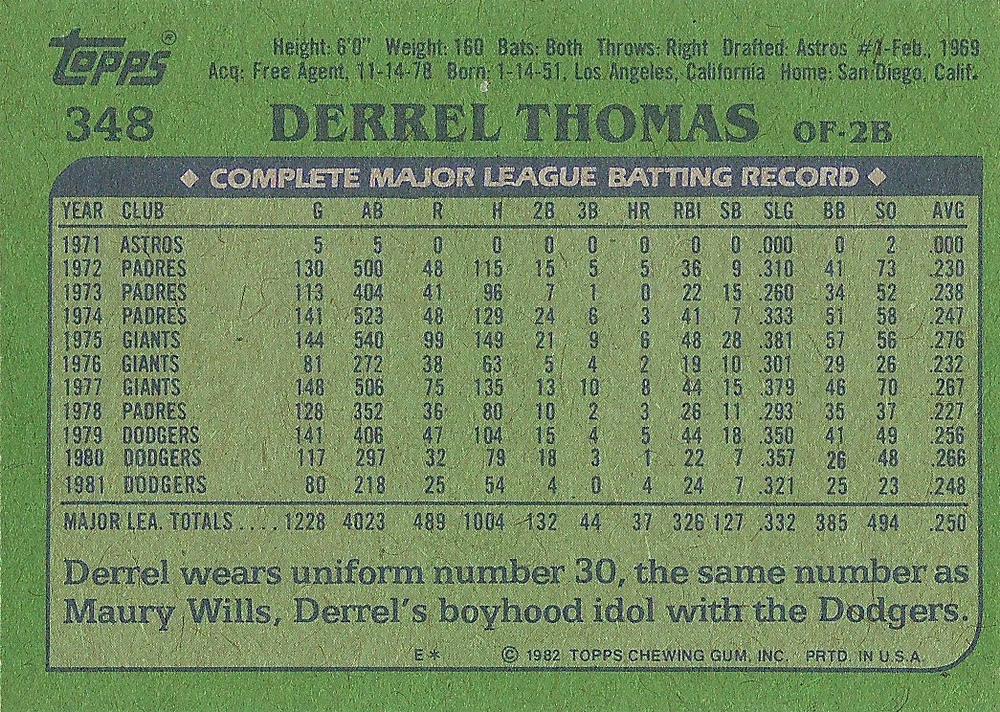 Topps® Height: 6'0" Weight: 160 Bats: Both Throws: Right Drafted: Astros #1-Feb., 1969
Acq: Free Agent, 11-14-78 Born: 1-14-51, Los Angeles, California Home: San Diego, Calif.
348 DERREL THOMAS OF-2B
◆ COMPLETE MAJOR LEAGUE BATTING RECORD ◆
YEAR CLUB G AB R H 2B 3B HR RBI SB SLG BB SO AVG
1971 ASTROS 5 5 0 0 0 0 0 0 0 .000 0 2 .000
1972 PADRES 130 500 48 115 15 5 5 36 9 .310 41 73 .230
1973 PADRES 113 404 41 96 7 1 0 22 15 .260 34 52 .238
1974 PADRES 141 523 48 129 24 6 3 41 7 .333 51 58 .247
1975 GIANTS 144 540 99 149 21 9 6 48 28 .381 57 56 .276
1976 GIANTS 81 272 38 63 5 4 2 19 10 .301 29 26 .232
1977 GIANTS 148 506 75 135 13 10 8 44 15 .379 46 70 .267
1978 PADRES 128 352 36 80 10 2 3 26 11 .293 35 37 .227
1979 DODGERS 141 406 47 104 15 4 5 44 18 .350 41 49 .256
1980 DODGERS 117 297 32 79 18 3 1 22 7 .357 26 48 .266
1981 DODGERS 80 218 25 54 4 0 4 24 7 .321 25 23 .248
MAJOR LEA. TOTALS.... 1228 4023 489 1004 132 44 37 326 127 .332 385 494 .250
Derrel wears uniform number 30, the same number as
Maury Wills, Derrel's boyhood idol with the Dodgers.
E* © 1982 TOPPS CHEWING GUM, INC. PRTD. IN U.S.A.